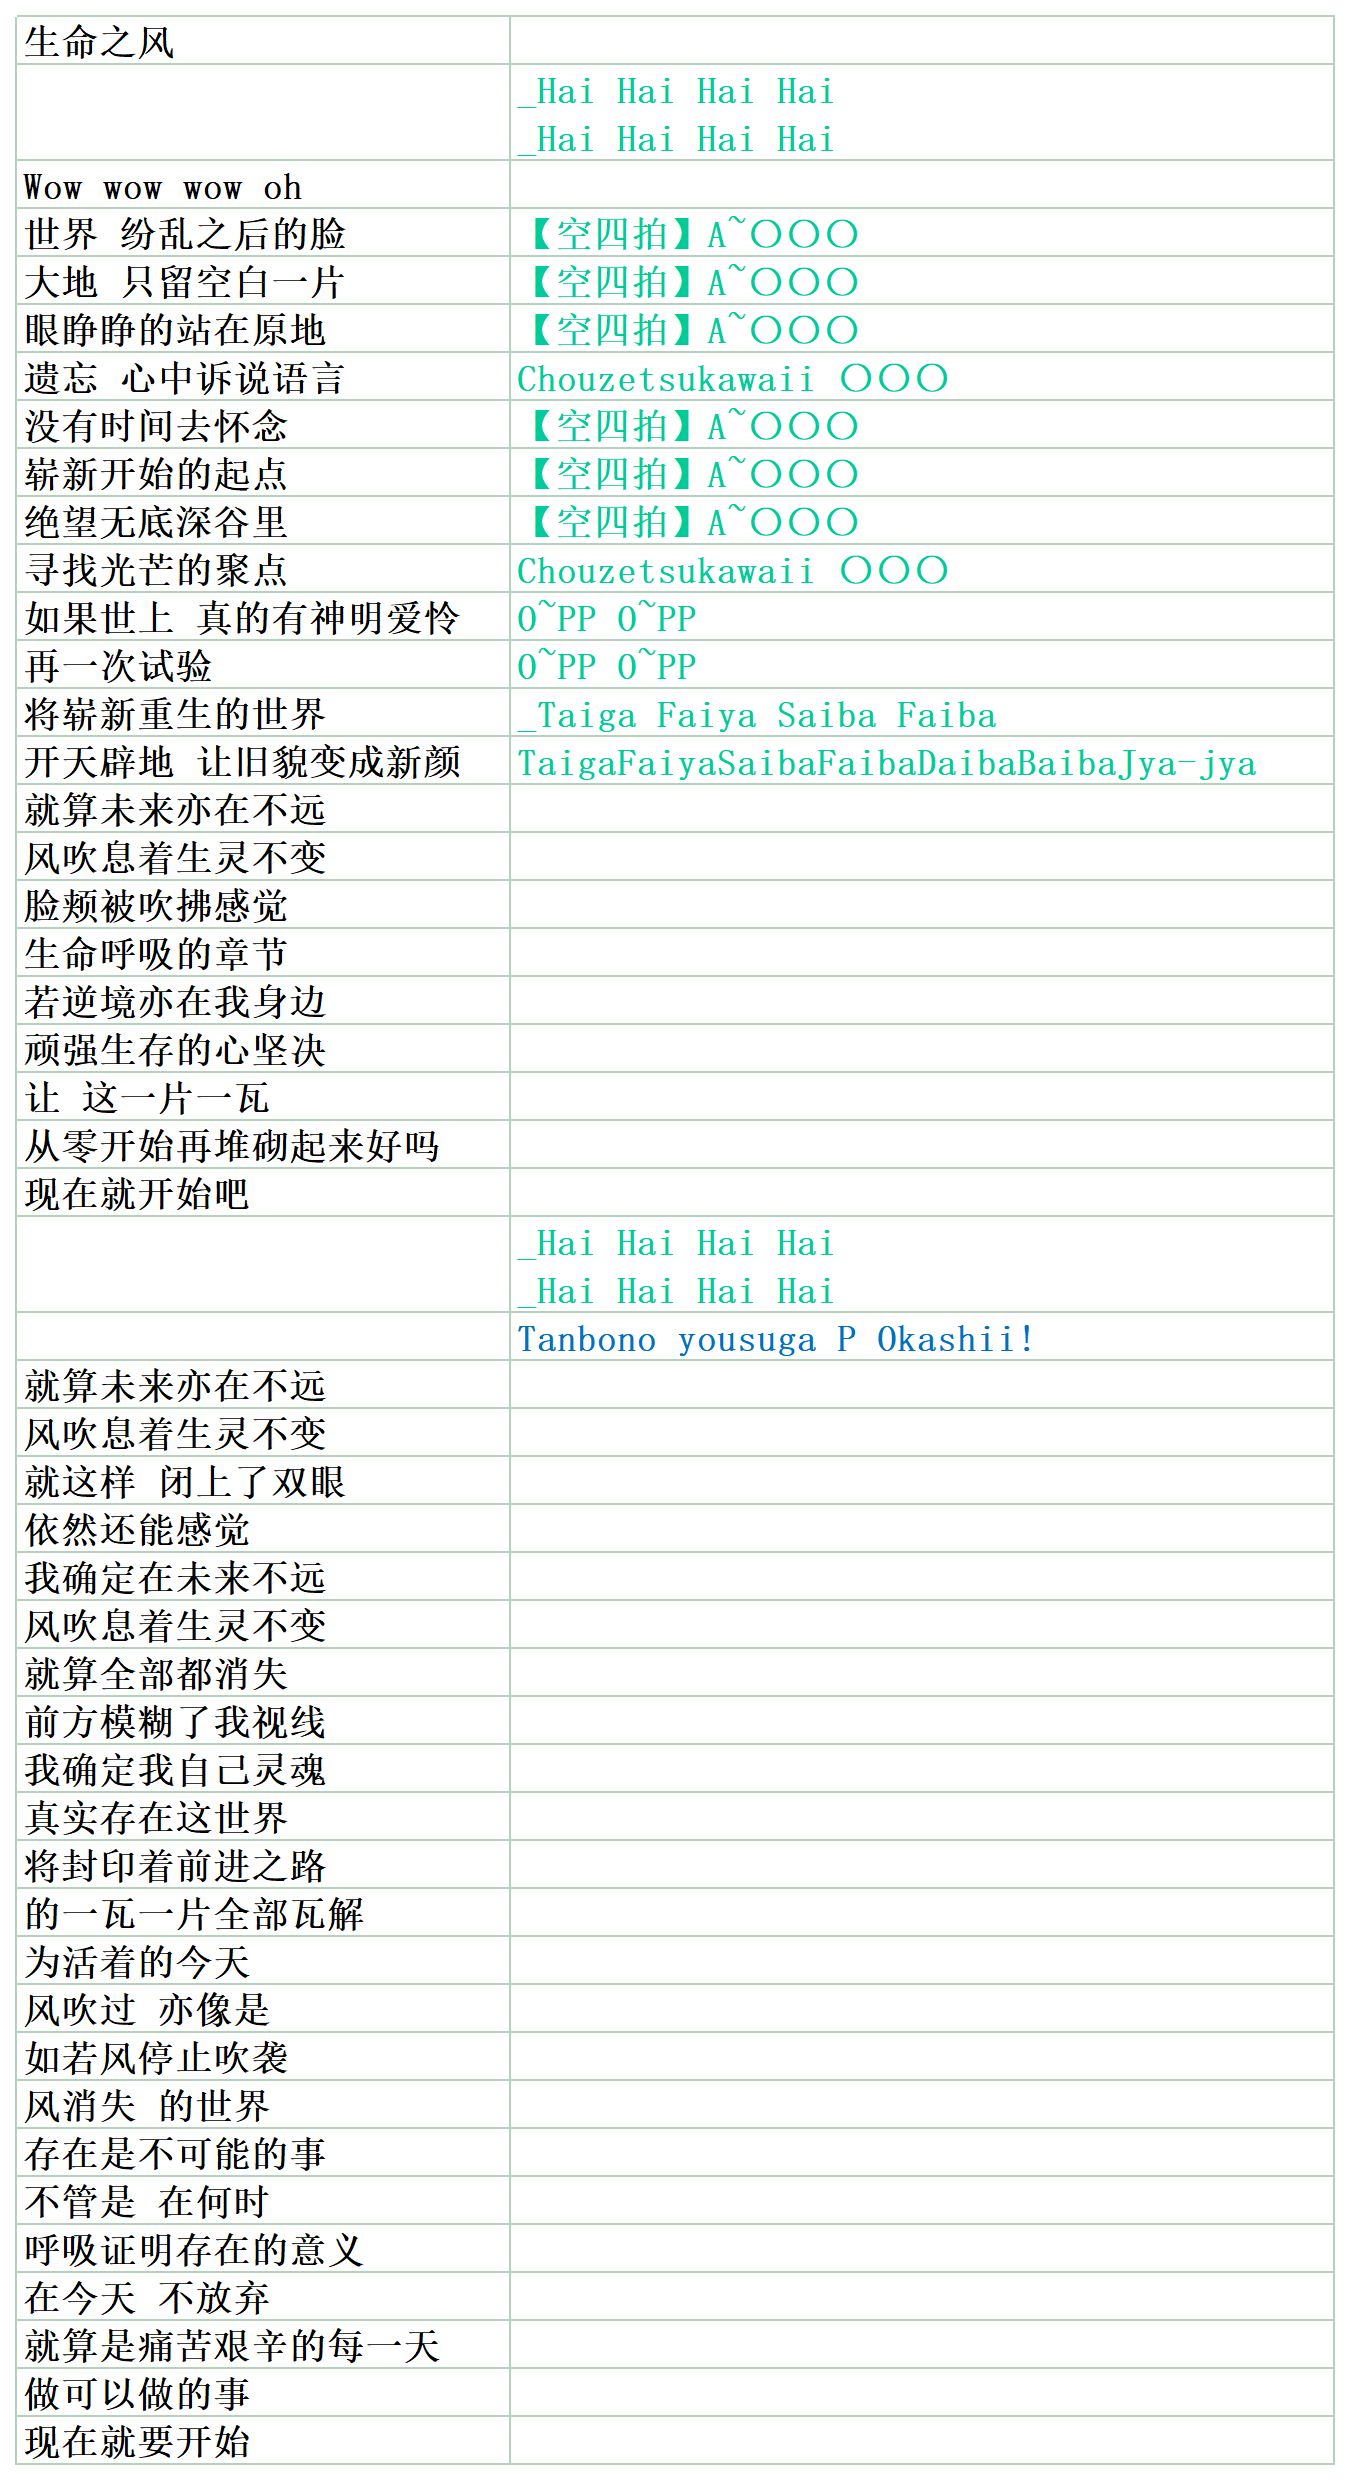 生命之风
_Hai Hai Hai Hai
_Hai Hai Hai Hai
Wow wow wow oh
世界 纷乱之后的脸 【空四拍】A~〇〇〇
大地 只留空白一片 【空四拍】A~〇〇〇
眼睁睁的站在原地 【空四拍】A~〇〇〇
遗忘 心中诉说语言 Chouzetsukawaii 〇〇〇
没有时间去怀念 【空四拍】A~〇〇〇
崭新开始的起点 【空四拍】A~〇〇〇
绝望无底深谷里 【空四拍】A~〇〇〇
寻找光芒的聚点 Chouzetsukawaii 〇〇〇
如果世上 真的有神明爱怜 O~PP O~PP
再一次试验 O~PP O~PP
将崭新重生的世界 _Taiga Faiya Saiba Faiba
开天辟地 让旧貌变成新颜 TaigaFaiyaSaibaFaibaDaibaBaibaJya-jya
就算未来亦在不远
风吹息着生灵不变
脸颊被吹拂感觉
生命呼吸的章节
若逆境亦在我身边
顽强生存的心坚决
让 这一片一瓦
从零开始再堆砌起来好吗
现在就开始吧
_Hai Hai Hai Hai
_Hai Hai Hai Hai
Tanbono yousuga P Okashii!
就算未来亦在不远
风吹息着生灵不变
就这样 闭上了双眼
依然还能感觉
我确定在未来不远
风吹息着生灵不变
就算全部都消失
前方模糊了我视线
我确定我自己灵魂
真实存在这世界
将封印着前进之路
的一瓦一片全部瓦解
为活着的今天
风吹过 亦像是
如若风停止吹袭
风消失 的世界
存在是不可能的事
不管是 在何时
呼吸证明存在的意义
在今天 不放弃
就算是痛苦艰辛的每一天
做可以做的事
现在就要开始